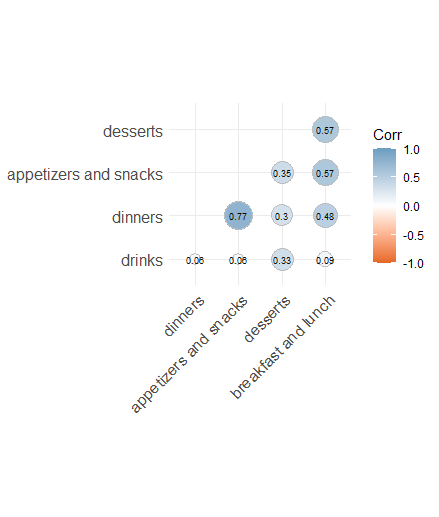 Corr
desserts
0.57
1.0
appetizers and snacks
0.35
0.57
0.5
dinners
0.77
0.3
0.48
0.0
-0.5
drinks
0.06
0.06
0.33
0.09
-1.0
dinners
appetizers and snacks
desserts
breakfast and lunch